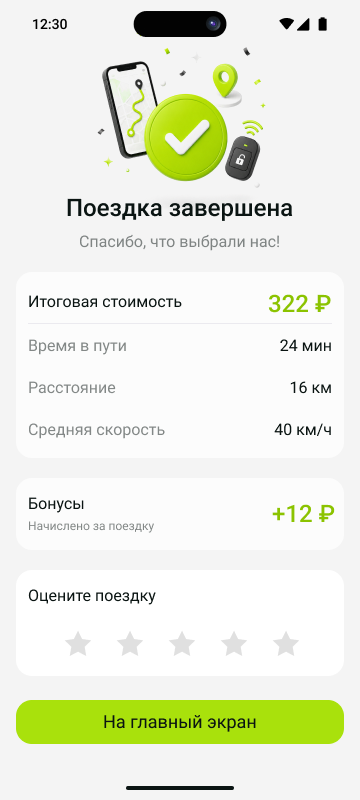 12:30
Поездка завершена
Спасибо, что выбрали нас!
Итоговая стоимость 322 ₽
Время в пути 24 мин
Расстояние 16 км
Средняя скорость 40 км/ч
Бонусы
Начислено за поездку
+12 ₽
Оцените поездку
На главный экран